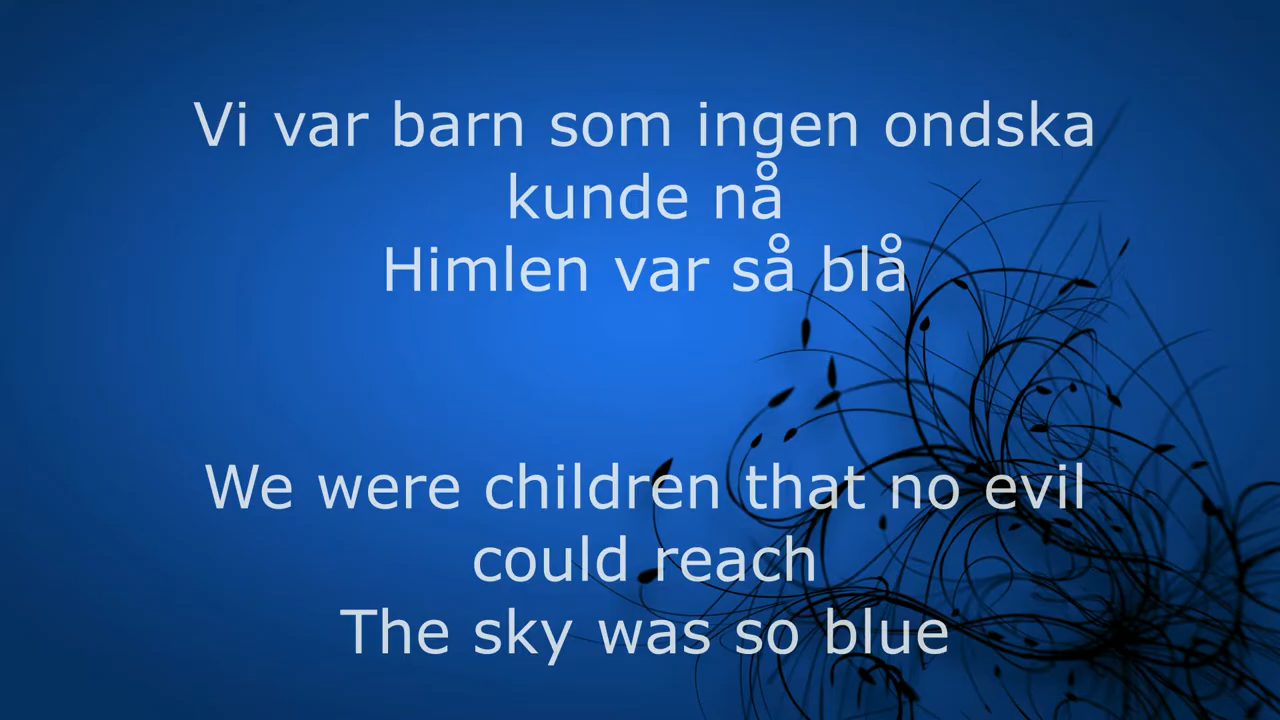 Vi var barn som ingen ondska
kunde nå
Himlen var så blå
We were children that no evil
could reach
The sky was so blue